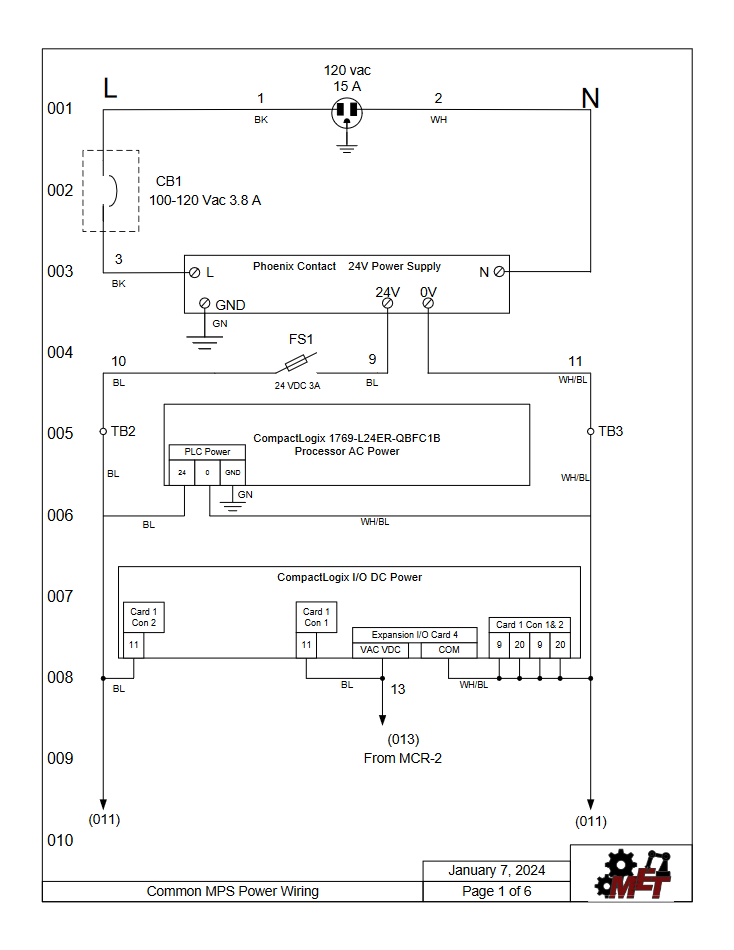 120 vac
15 A
L
N
001
1
2
BK
WH
CB1
002
100-120 Vac 3.8 A
003
3
BK
Phoenix Contact 24V Power Supply
L
N
24V
0V
GND
GN
004
FS1
10
9
11
BL
24 VDC 3A
BL
WH/BL
005
TB2
TB3
CompactLogix 1769-L24ER-QBFC1B
Processor AC Power
PLC Power
24
0
GND
BL
WH/BL
GN
006
BL
WH/BL
CompactLogix I/O DC Power
007
Card 1
Con 2
11
Card 1
Con 1
11
Expansion I/O Card 4
VAC VDC
COM
Card 1 Con 1& 2
9
20
9
20
008
BL
BL
13
WH/BL
(013)
From MCR-2
009
(011)
(011)
010
January 7, 2024
Common MPS Power Wiring
Page 1 of 6
MFT